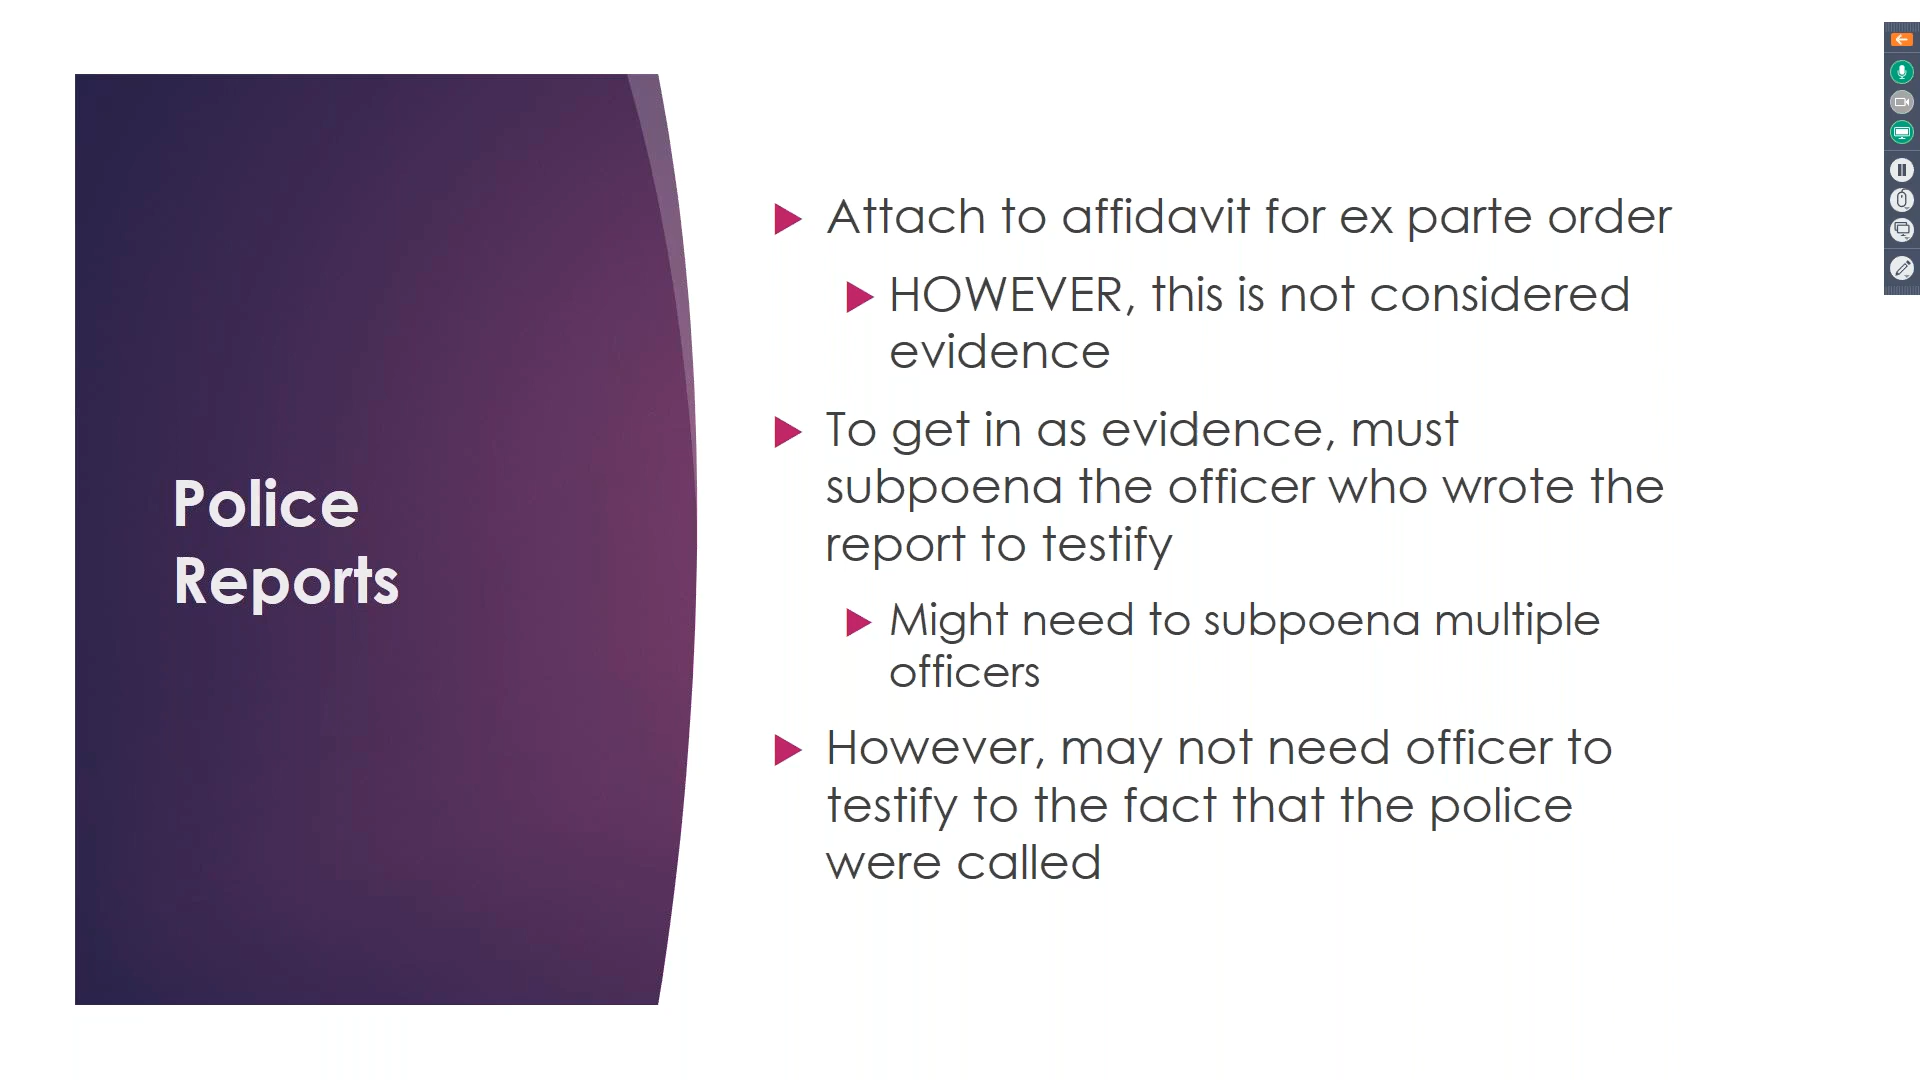 Police
Reports
Attach to affidavit for ex parte order
HOWEVER, this is not considered
evidence
To get in as evidence, must
subpoena the officer who wrote the
report to testify
Might need to subpoena multiple
officers
However, may not need officer to
testify to the fact that the police
were called